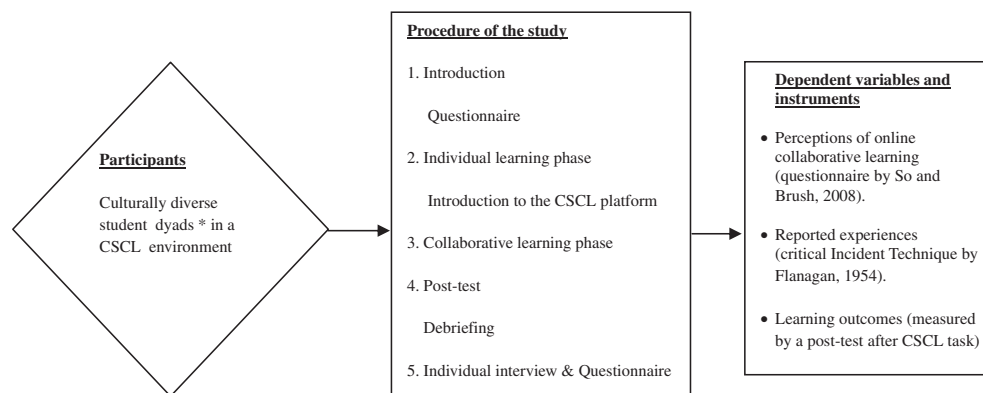 Participants
Culturally diverse
student dyads * in a
CSCL environment
Procedure of the study
1. Introduction
Questionnaire
2. Individual learning phase
Introduction to the CSCL platform
3. Collaborative learning phase
4. Post-test
Debriefing
5. Individual interview & Questionnaire
Dependent variables and
instruments
• Perceptions of online
collaborative learning
(questionnaire by So and
Brush, 2008).
• Reported experiences
(critical Incident Technique by
Flanagan, 1954).
• Learning outcomes (measured
by a post-test after CSCL task)